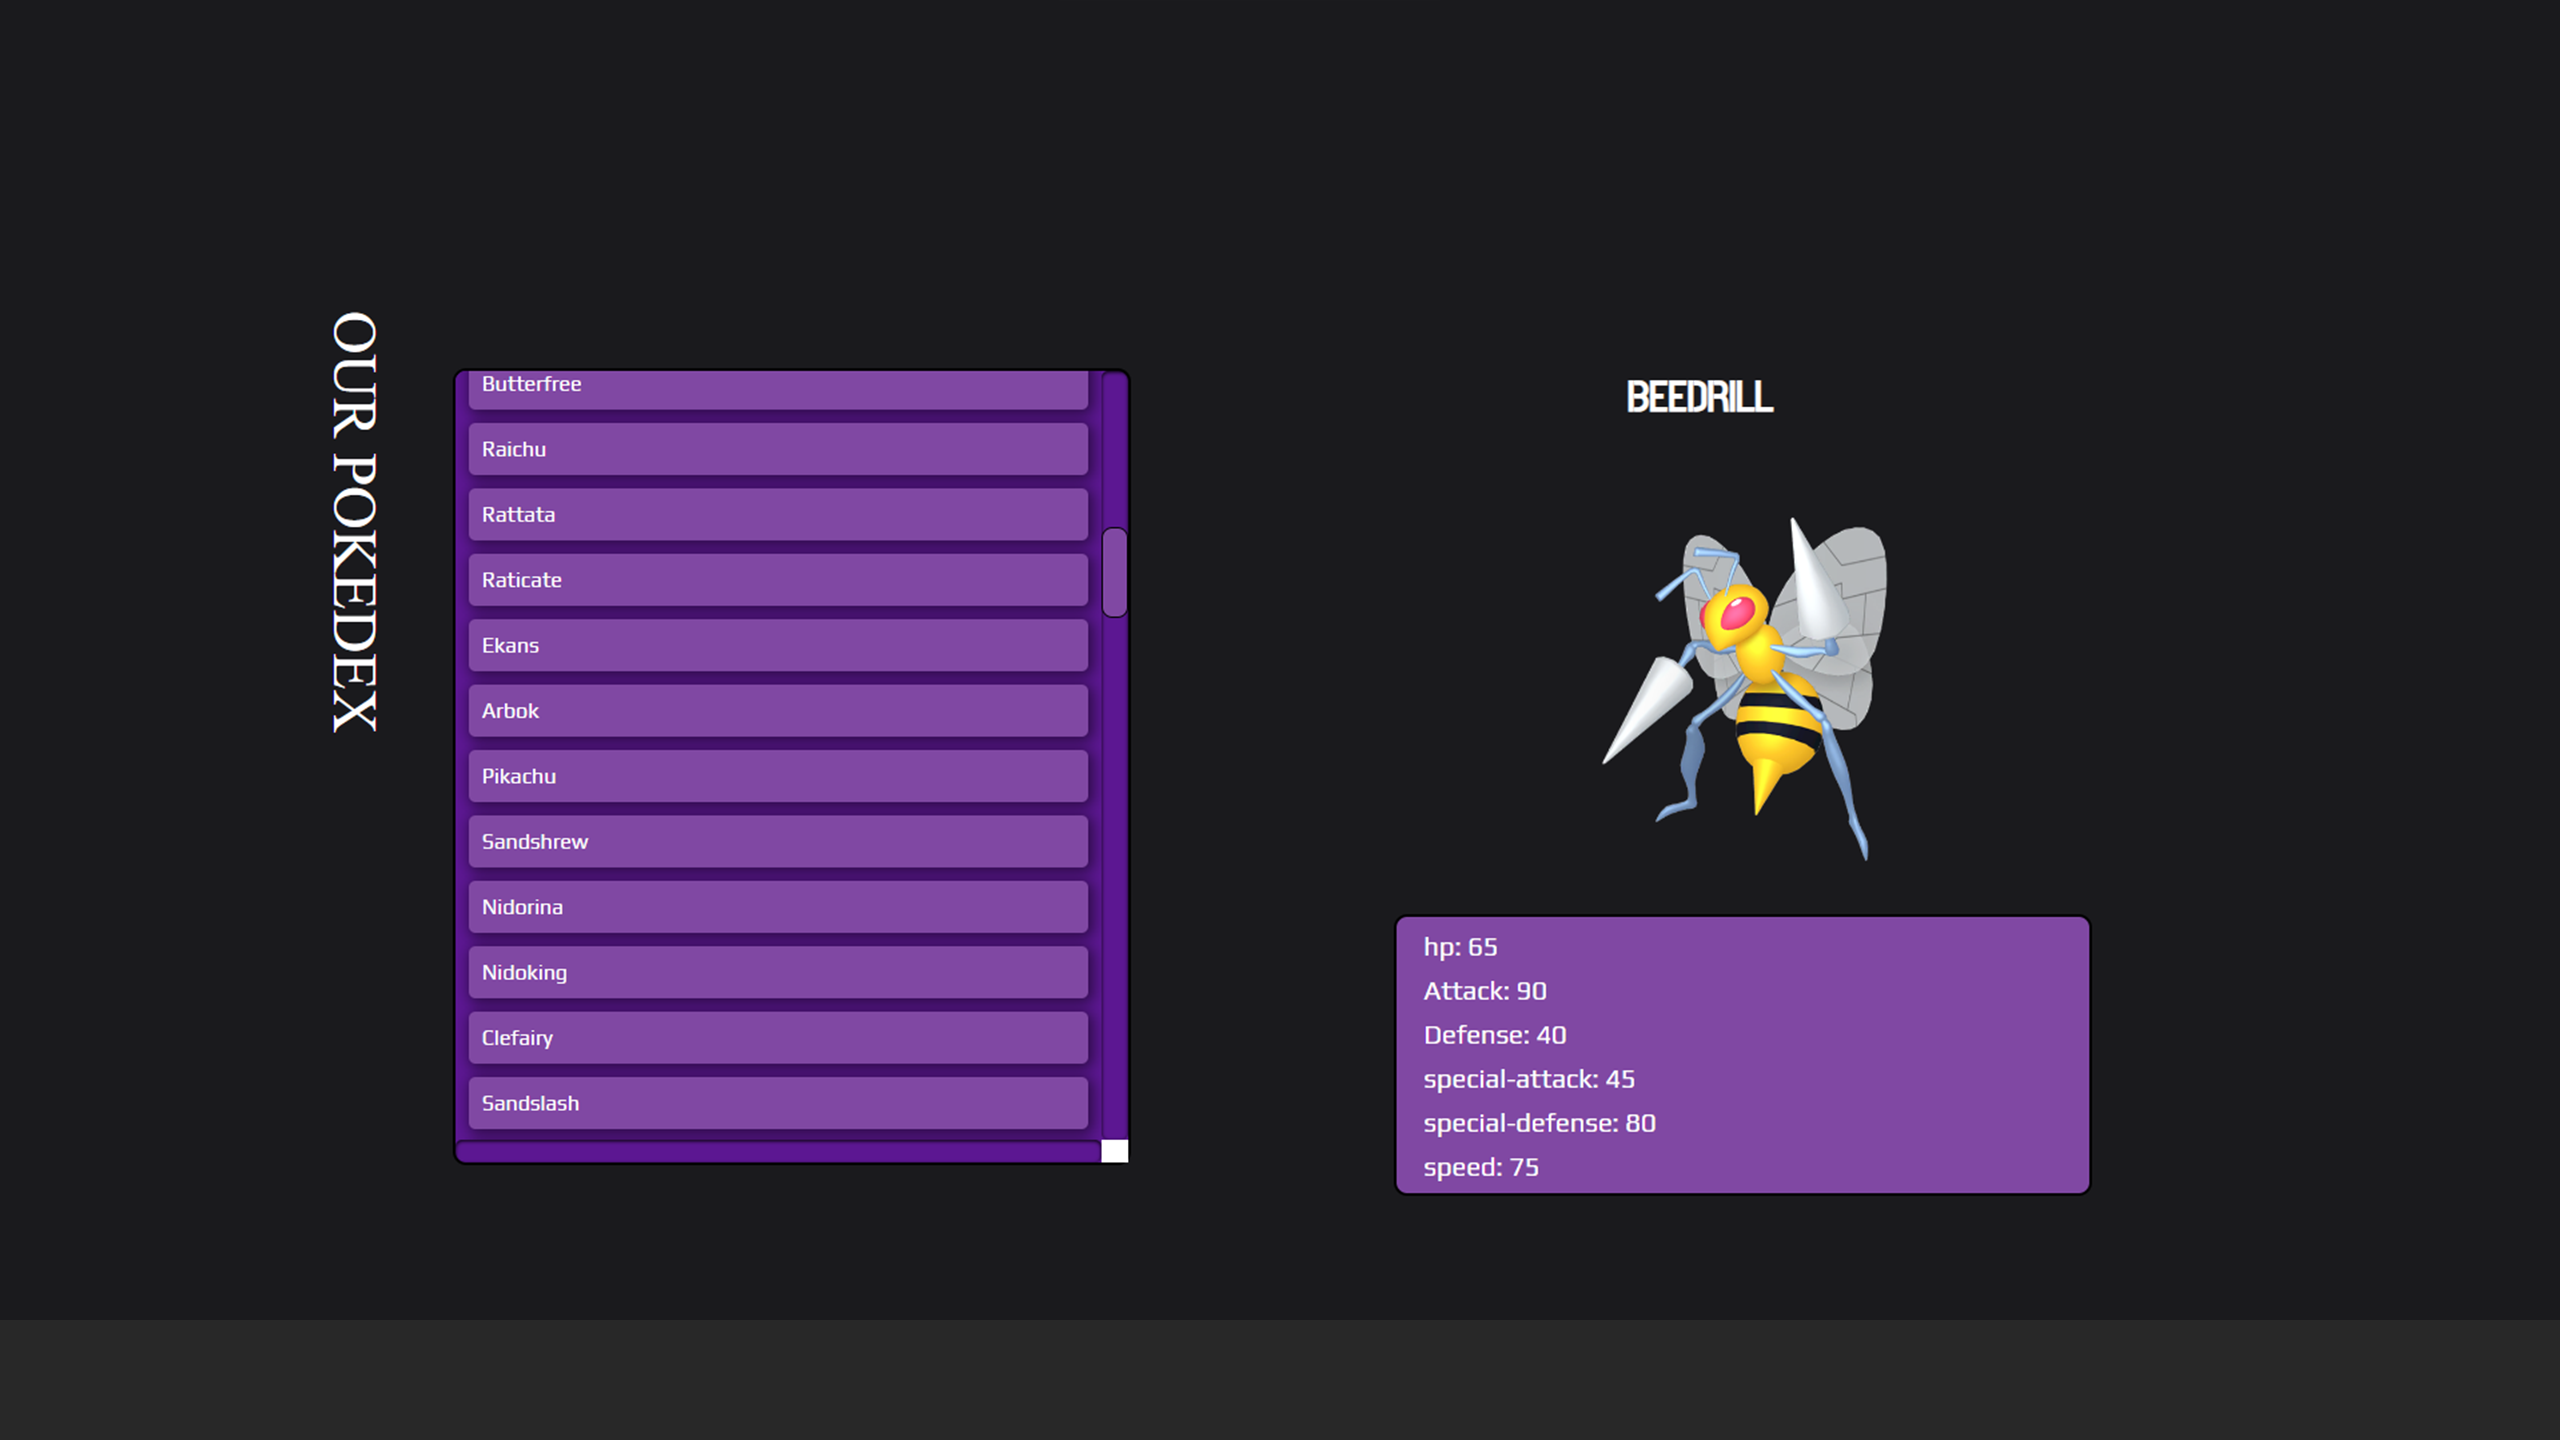 OUR POKEDEX
Butterfree
Raichu
Rattata
Raticate
Ekans
Arbok
Pikachu
Sandshrew
Nidorina
Nidoking
Clefairy
Sandslash
BEEDRILL
hp: 65
Attack: 90
Defense: 40
special-attack: 45
special-defense: 80
speed: 75